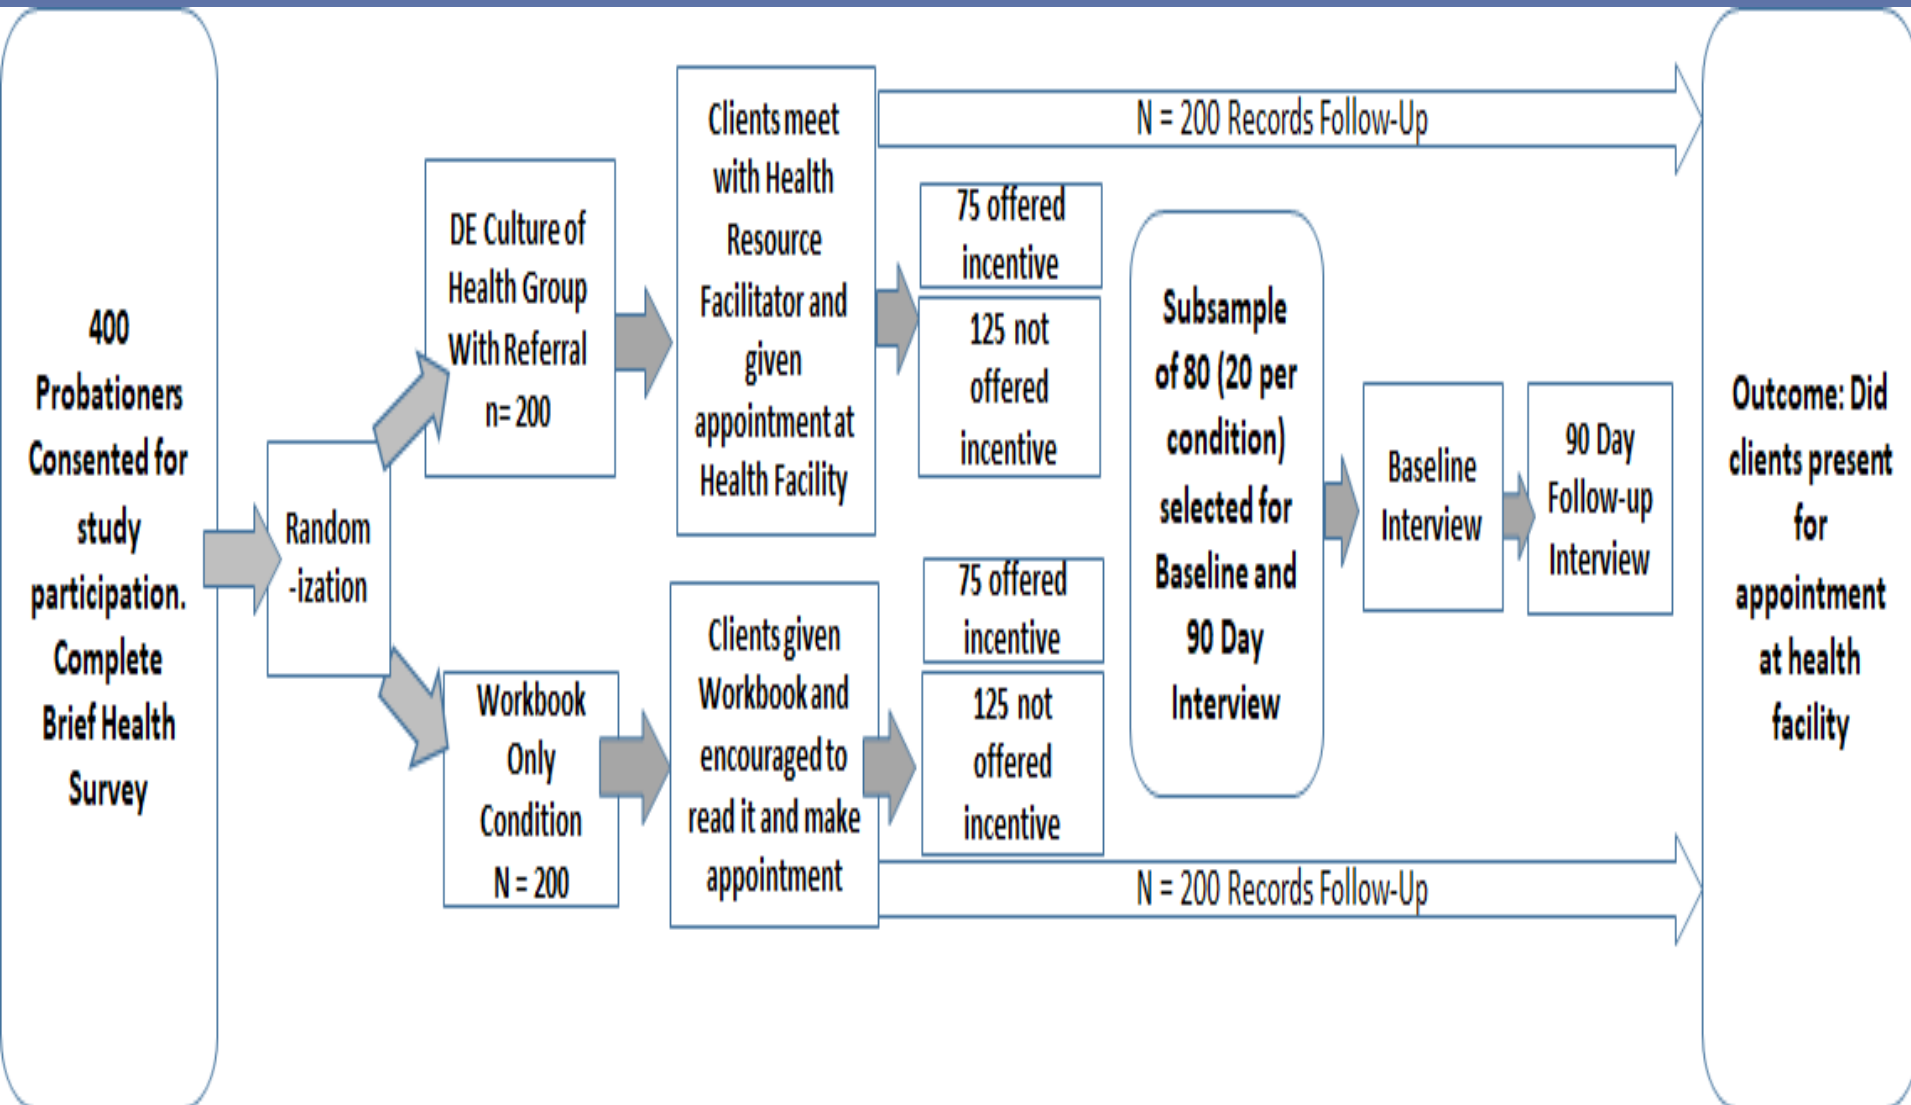 400
Probationers
Consented for
study
participation.
Complete
Brief Health
Survey
Random
-ization
DE Culture of
Health Group
With Referral
n= 200
Workbook
Only
Condition
N = 200
Clients meet
with Health
Resource
Facilitator and
given
appointment at
Health Facility
Clients given
Workbook and
encouraged to
read it and make
appointment
N = 200 Records Follow-Up
75 offered
incentive
125 not
offered
incentive
75 offered
incentive
125 not
offered
incentive
N = 200 Records Follow-Up
Subsample
of 80 (20 per
condition)
selected for
Baseline and
90 Day
Interview
Baseline
Interview
90 Day
Follow-up
Interview
Outcome: Did
clients present
for
appointment
at health
facility